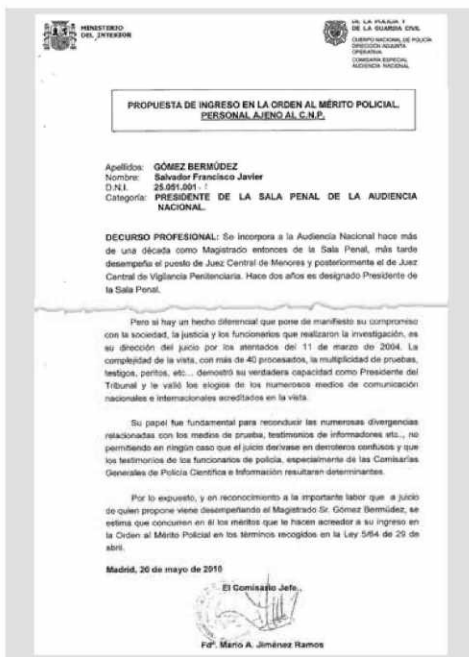 MINISTERIO
DEL INTERIOR
DE LA POLICÍA Y
DE LA GUARDIA CIVIL
CUERPO NACIONAL DE POLICÍA
DIRECCIÓN ADJUNTA
OPERATIVA
COMISARÍA ESPECIAL
AUDIENCIA NACIONAL
PROPUESTA DE INGRESO EN LA ORDEN AL MÉRITO POLICIAL,
PERSONAL AJENO AL C.N.P.
Apellidos: GÓMEZ BERMÚDEZ
Nombre: Salvador Francisco Javier
D.N.I. 25.051.001-
Categoría: PRESIDENTE DE LA SALA PENAL DE LA AUDIENCIA
NACIONAL.
DECURSO PROFESIONAL: Se incorpora a la Audiencia Nacional hace más
de una década como Magistrado entonces de la Sala Penal, más tarde
desempeña el puesto de Juez Central de Menores y posteriormente el de Juez
Central de Vigilancia Penitenciaria. Hace dos años es designado Presidente de
la Sala Penal.
Pero si hay un hecho diferencial que pone de manifiesto su compromiso
con la sociedad, la justicia y los funcionarios que realizaron la investigación, es
su dirección del juicio por los atentados del 11 de marzo de 2004. La
complejidad de la vista, con más de 40 procesados, la multiplicidad de pruebas,
testigos, peritos, etc... demostró su verdadera capacidad como Presidente del
Tribunal y le valió los elogios de los numerosos medios de comunicación
nacionales e internacionales acreditados en la vista.
Su papel fue fundamental para reconducir las numerosas divergencias
relacionadas con los medios de prueba, testimonios de informadores etc.., no
permitiendo en ningún caso que el juicio derivase en derroteros confusos y que
los testimonios de los funcionarios de policía, especialmente de las Comisarías
Generales de Policía Científica e Información resultaren determinantes.
Por lo expuesto, y en reconocimiento a la importante labor que a juicio
de quien propone viene desempeñando el Magistrado Sr. Gómez Bermúdez, se
estima que concurren en él los méritos que le hacen acreedor a su ingreso en
la Orden al Mérito Policial en los términos recogidos en la Ley 5/64 de 29 de
abril.
Madrid, 20 de mayo de 2010
El Comisario Jefe.,
Fdº. Mario A. Jiménez Ramos